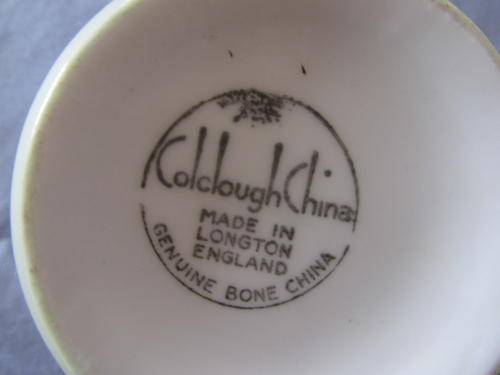 Colclough China
MADE IN
LONGTON
ENGLAND
GENUINE BONE CHINA